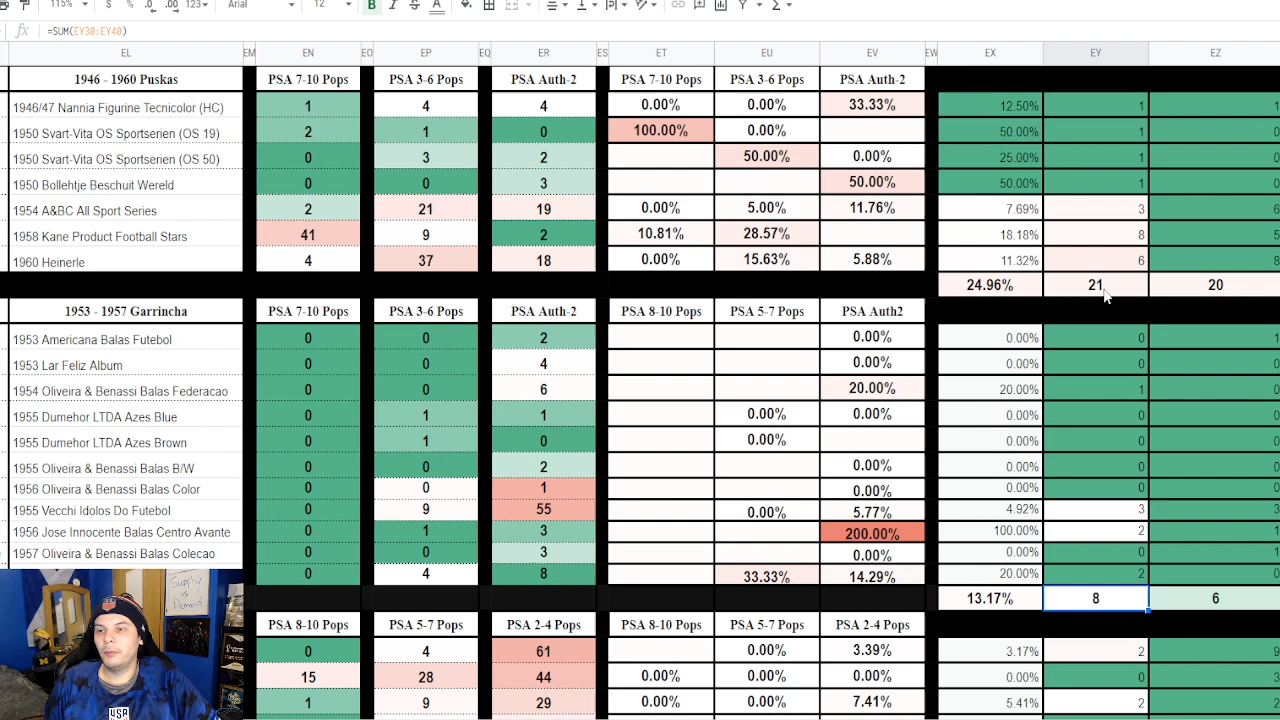 115% $ % .0 .00 123 Arial 12 B I S A
fx =SUM(EY30:EY40)
EL EM EN EO EP EQ ER ES ET EU EV EW EX EY EZ
1946 - 1960 Puskas PSA 7-10 Pops PSA 3-6 Pops PSA Auth-2 PSA 7-10 Pops PSA 3-6 Pops PSA Auth-2
1946/47 Nannia Figurine Tecnicolor (HC) 1 4 4 0.00% 0.00% 33.33% 12.50% 1 1
1950 Svart-Vita OS Sportserien (OS 19) 2 1 0 100.00% 0.00% 50.00% 1 0
1950 Svart-Vita OS Sportserien (OS 50) 0 3 2 50.00% 0.00% 25.00% 1 0
1950 Bollehtje Beschuit Wereld 0 0 3 50.00% 50.00% 1 0
1954 A&BC All Sport Series 2 21 19 0.00% 5.00% 11.76% 7.69% 3 6
1958 Kane Product Football Stars 41 9 2 10.81% 28.57% 18.18% 8 5
1960 Heinerle 4 37 18 0.00% 15.63% 5.88% 11.32% 6 8
24.96% 21 20
1953 - 1957 Garrincha PSA 7-10 Pops PSA 3-6 Pops PSA Auth-2 PSA 8-10 Pops PSA 5-7 Pops PSA Auth2
1953 Americana Balas Futebol 0 0 2 0.00% 0.00% 0 1
1953 Lar Feliz Album 0 0 4 0.00% 0.00% 0 0
1954 Oliveira & Benassi Balas Federacao 0 0 6 20.00% 20.00% 1 0
1955 Dumehor LTDA Azes Blue 0 1 1 0.00% 0.00% 0.00% 0 0
1955 Dumehor LTDA Azes Brown 0 1 0 0.00% 0.00% 0 0
1955 Oliveira & Benassi Balas B/W 0 0 2 0.00% 0.00% 0 0
1956 Oliveira & Benassi Balas Color 0 0 1 0.00% 0.00% 0 0
1955 Vecchi Idolos Do Futebol 0 9 55 0.00% 5.77% 4.92% 3 3
1956 Jose Innocente Balas Centro Avante 0 1 3 200.00% 100.00% 2 1
1957 Oliveira & Benassi Balas Colecao 0 0 3 0.00% 0.00% 0 1
0 4 8 33.33% 14.29% 20.00% 2 0
13.17% 8 6
PSA 8-10 Pops PSA 5-7 Pops PSA 2-4 Pops PSA 8-10 Pops PSA 5-7 Pops PSA 2-4 Pops
0 4 61 0.00% 3.39% 3.17% 2 9
15 28 44 0.00% 0.00% 0.00% 0.00% 0 3
1 9 29 0.00% 0.00% 7.41% 5.41% 2 2
Supply
vs
Demand
USA